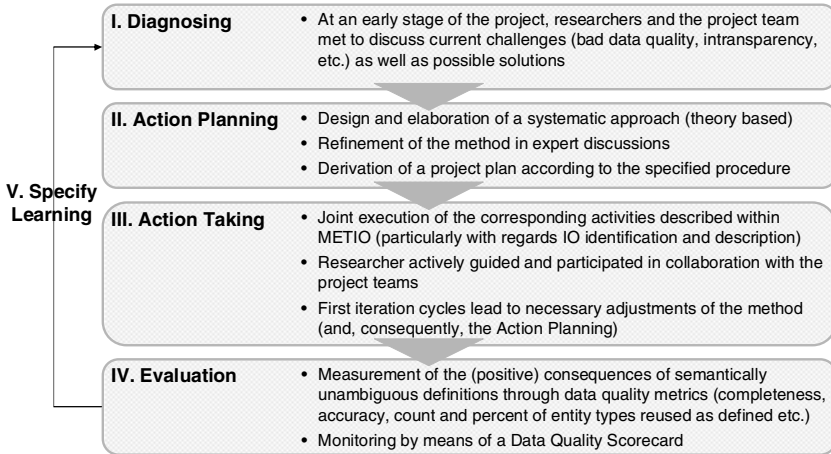 I. Diagnosing
• At an early stage of the project, researchers and the project team
met to discuss current challenges (bad data quality, intransparency,
etc.) as well as possible solutions
II. Action Planning
• Design and elaboration of a systematic approach (theory based)
• Refinement of the method in expert discussions
• Derivation of a project plan according to the specified procedure
V. Specify
Learning
III. Action Taking
• Joint execution of the corresponding activities described within
METIO (particularly with regards IO identification and description)
• Researcher actively guided and participated in collaboration with the
project teams
• First iteration cycles lead to necessary adjustments of the method
(and, consequently, the Action Planning)
IV. Evaluation
• Measurement of the (positive) consequences of semantically
unambiguous definitions through data quality metrics (completeness,
accuracy, count and percent of entity types reused as defined etc.)
• Monitoring by means of a Data Quality Scorecard